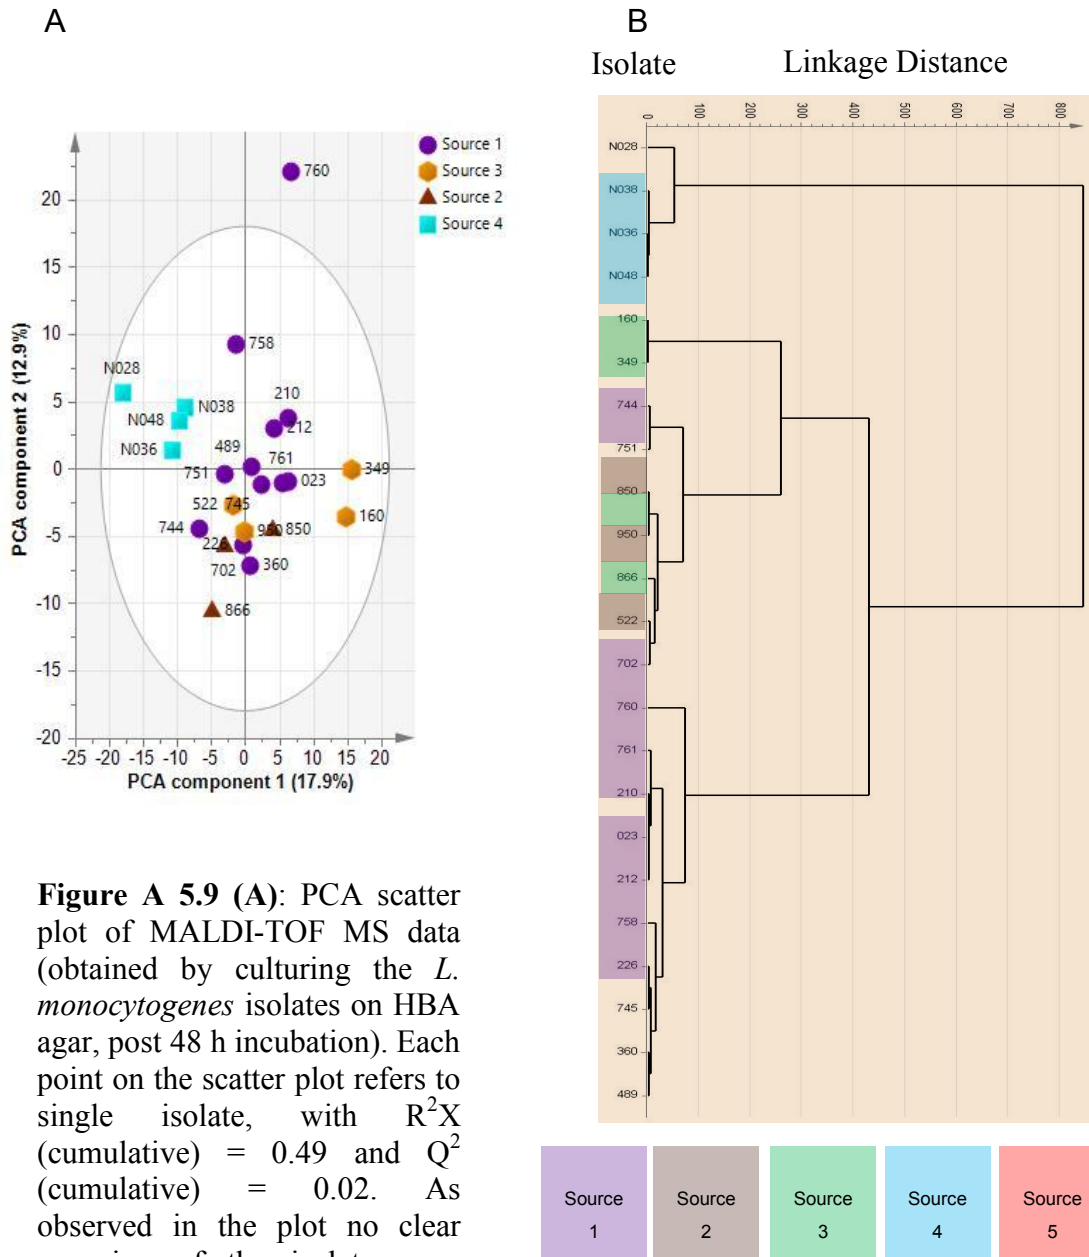 A
B
Isolate
Linkage Distance
0 100 200 300 400 500 600 700 800
Source 1
Source 3
Source 2
Source 4
760
758
N028
210
N038
N048
212
N036
489
761
751
023
349
522
745
160
744
950
850
226
702
360
866
20
15
10
5
0
-5
-10
-15
-20
-25 -20 -15 -10 -5 0 5 10 15 20
PCA component 1 (17.9%)
PCA component 2 (12.9%)
N028
N038
N036
N048
160
349
744
751
850
950
866
522
702
760
761
210
023
212
758
226
745
360
489
Figure A 5.9 (A): PCA scatter
plot of MALDI-TOF MS data
(obtained by culturing the L.
monocytogenes isolates on HBA
agar, post 48 h incubation). Each
point on the scatter plot refers to
single isolate, with R²X
(cumulative) = 0.49 and Q²
(cumulative) = 0.02. As
observed in the plot no clear
Source
1
Source
2
Source
3
Source
4
Source
5